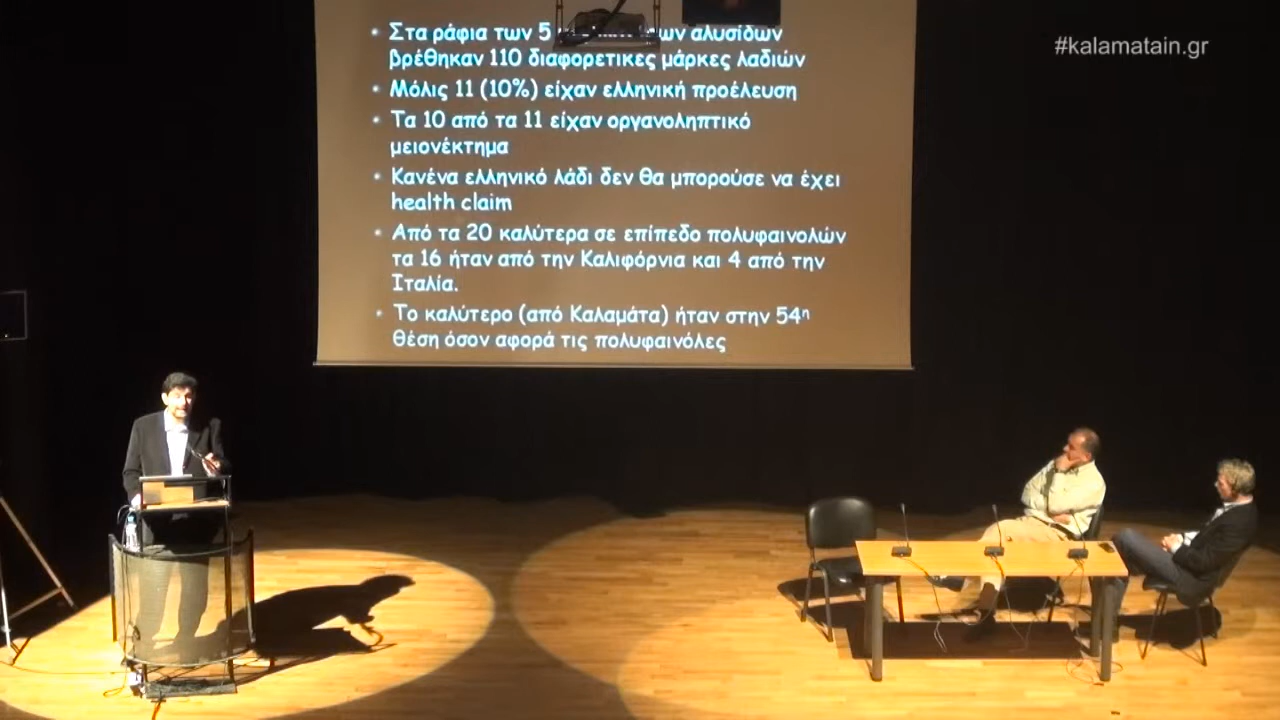 #kalamatain.gr
• Στα ράφια των 5 ων αλυσίδων
βρέθηκαν 110 διαφορετικες μάρκες λαδιών
• Μόλις 11 (10%) είχαν ελληνική προέλευση
• Τα 10 από τα 11 είχαν οργανοληπτικό
μειονέκτημα
• Κανένα ελληνικό λάδι δεν θα μπορούσε να έχει
health claim
• Από τα 20 καλύτερα σε επίπεδο πολυφαινολών
τα 16 ήταν από την Καλιφόρνια και 4 από την
Ιταλία.
• Το καλύτερο (από Καλαμάτα) ήταν στην 54η
θέση όσον αφορά τις πολυφαινόλες